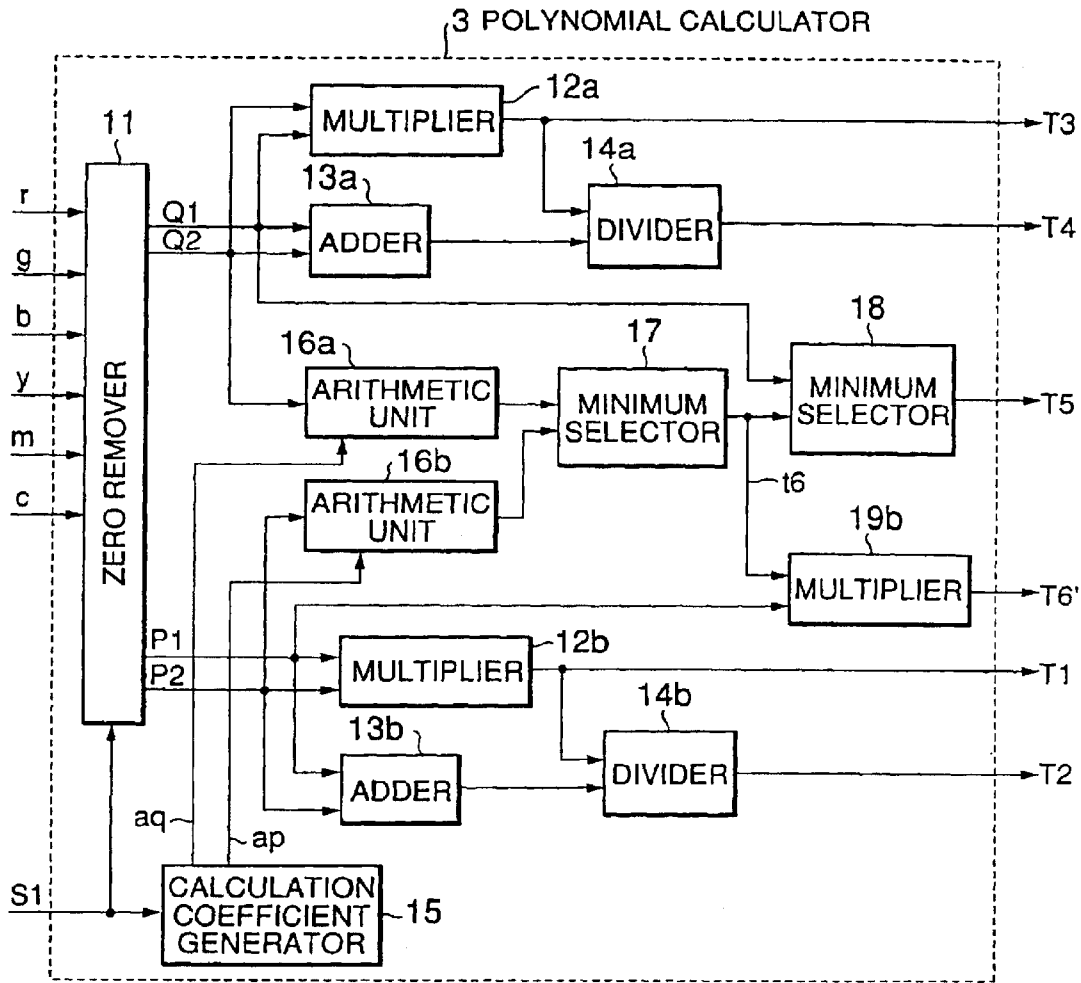 3 POLYNOMIAL CALCULATOR
12a
MULTIPLIER
T3
11
13a
14a
r
Q1
ADDER
DIVIDER
T4
Q2
g
b
16a
17
18
y
ARITHMETIC
UNIT
MINIMUM
SELECTOR
MINIMUM
SELECTOR
T5
m
16b
c
ZERO REMOVER
ARITHMETIC
UNIT
t6
19b
MULTIPLIER
T6'
P1
12b
P2
MULTIPLIER
T1
13b
14b
ADDER
DIVIDER
T2
aq
ap
S1
CALCULATION
COEFFICIENT
GENERATOR
15